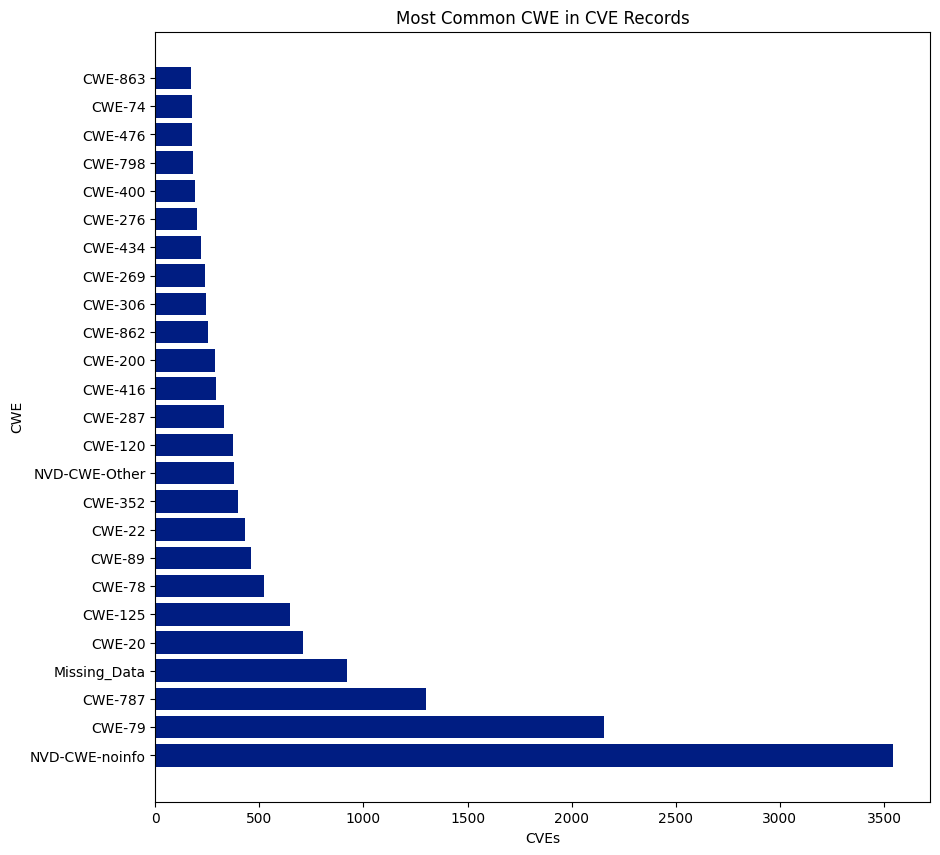 Most Common CWE in CVE Records
CWE-863
CWE-74
CWE-476
CWE-798
CWE-400
CWE-276
CWE-434
CWE-269
CWE-306
CWE-862
CWE-200
CWE-416
CWE-287
CWE-120
NVD-CWE-Other
CWE-352
CWE-22
CWE-89
CWE-78
CWE-125
CWE-20
Missing_Data
CWE-787
CWE-79
NVD-CWE-noinfo
CWE
0 500 1000 1500 2000 2500 3000 3500
CVEs